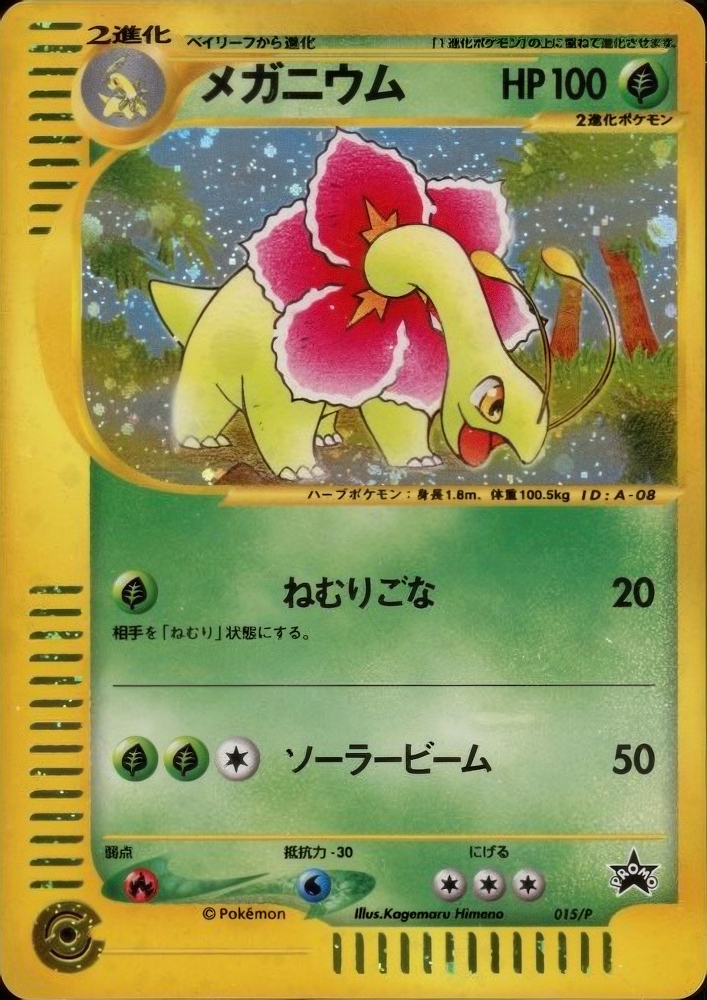 2進化 ベイリーフから進化 「1進化ポケモン」の上に重ねて進化させます。
メガニウム HP100
2進化ポケモン
ハーブポケモン：身長1.8m、体重100.5kg ID:A-08
ねむりごな 20
相手を「ねむり」状態にする。
ソーラービーム 50
弱点 抵抗力 -30 にげる
PROMO
© Pokémon Illus.Kagemaru Himeno 015/P